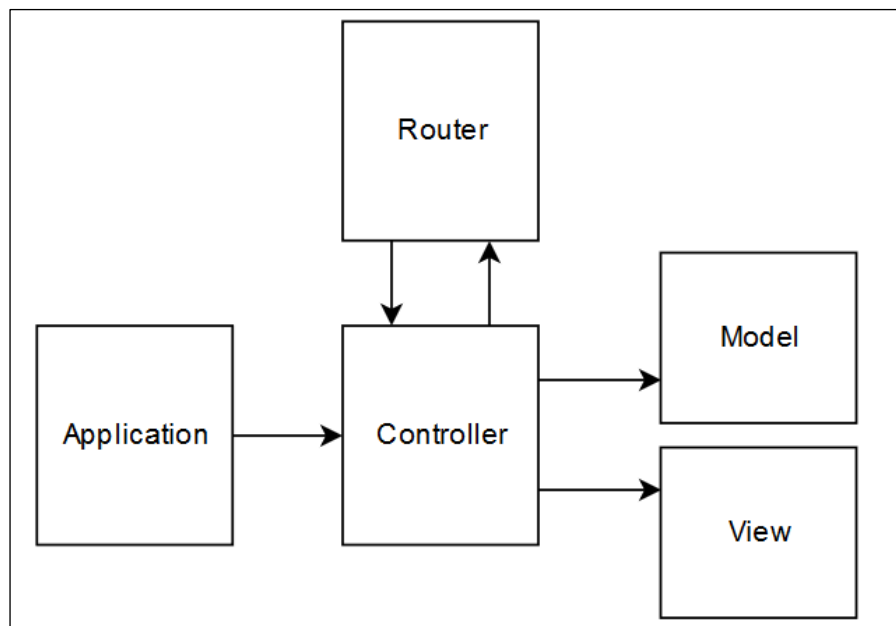 Router
Model
Application
Controller
View